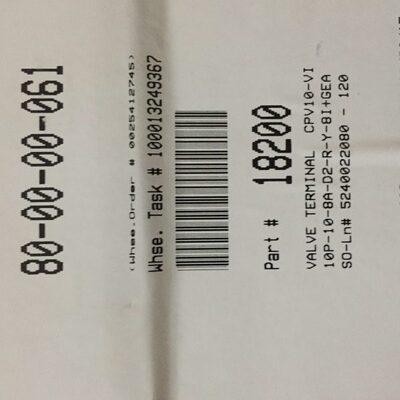 80-00-00-061
(Whse.Order # 0025412745)
Whse. Task # 100013249367
Part # 18200
VALVE TERMINAL CPV10-VI
10P-10-8A-D2-R-Y-8I+GEA
SO-Ln# 5240022080 - 120